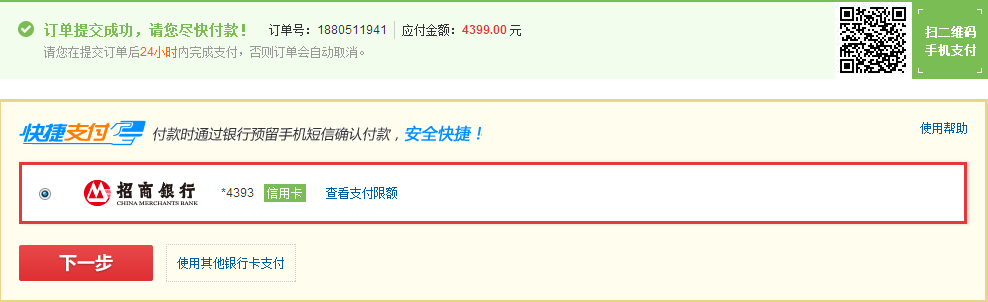 订单提交成功，请您尽快付款！ 订单号：1880511941 应付金额：4399.00 元
请您在提交订单后24小时内完成支付，否则订单会自动取消。
扫二维码
手机支付
快捷支付 付款时通过银行预留手机短信确认付款，安全快捷！ 使用帮助
招商银行 *4393 信用卡 查看支付限额
CHINA MERCHANTS BANK
下一步 使用其他银行卡支付